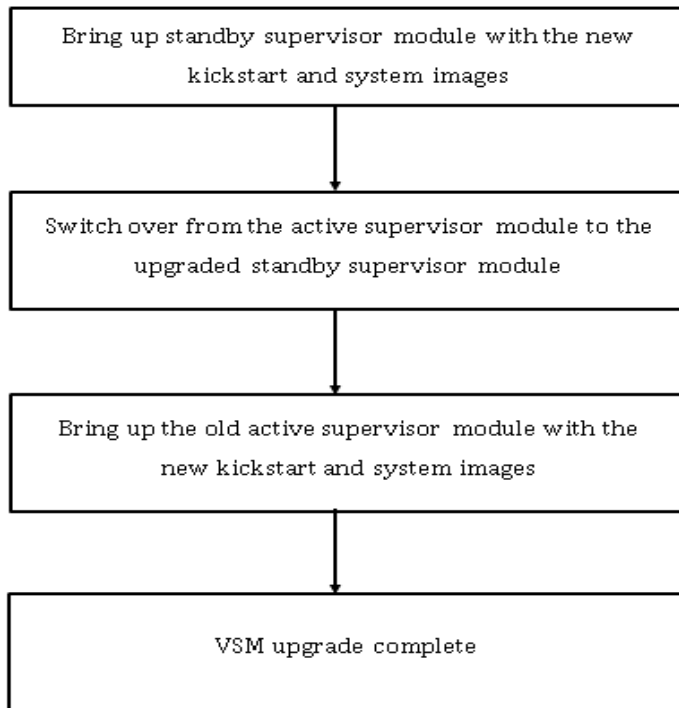 Bring up standby supervisor module with the new
kickstart and system images
Switch over from the active supervisor module to the
upgraded standby supervisor module
Bring up the old active supervisor module with the
new kickstart and system images
VSM upgrade complete